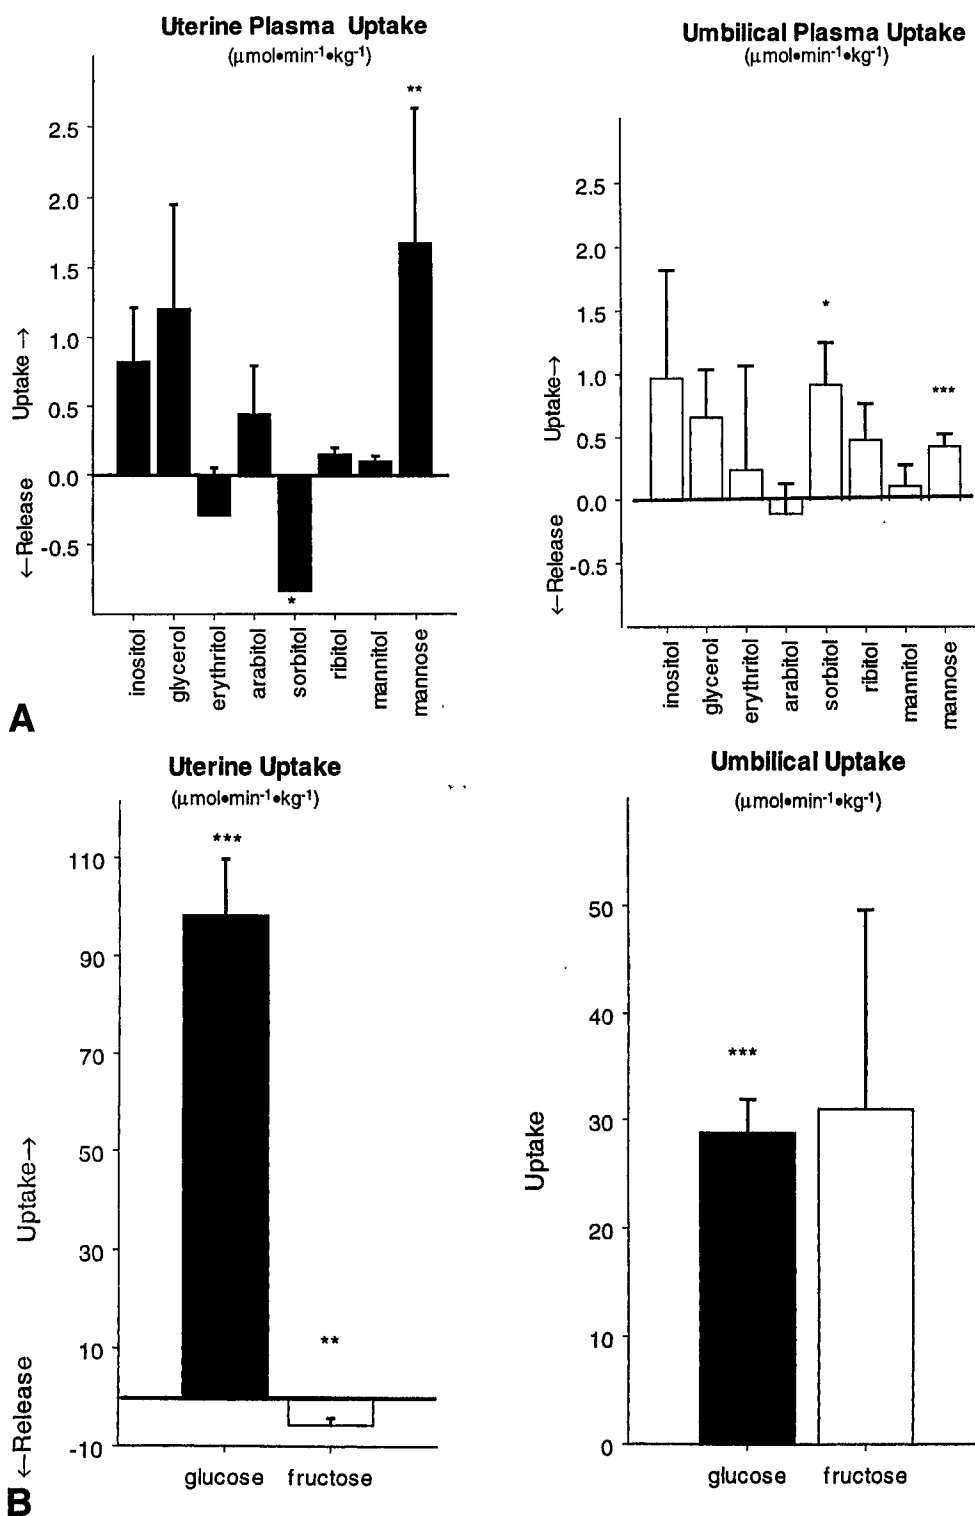 Uterine Plasma Uptake
(μmol•min-1•kg-1)
**
2.5
2.0
1.5
1.0
0.5
0.0
-0.5
Uptake →
←Release
*
inositol
glycerol
erythritol
arabitol
sorbitol
ribitol
mannitol
mannose
A
Umbilical Plasma Uptake
(μmol•min-1•kg-1)
2.5
2.0
1.5
1.0
0.5
0.0
-0.5
Uptake→
←Release
*
***
inositol
glycerol
erythritol
arabitol
sorbitol
ribitol
mannitol
mannose
Uterine Uptake
(μmol•min-1•kg-1)
***
110
90
70
50
30
10
-10
Uptake→
←Release
**
glucose fructose
B
Umbilical Uptake
(μmol•min-1•kg-1)
50
40
30
20
10
0
Uptake
***
glucose fructose